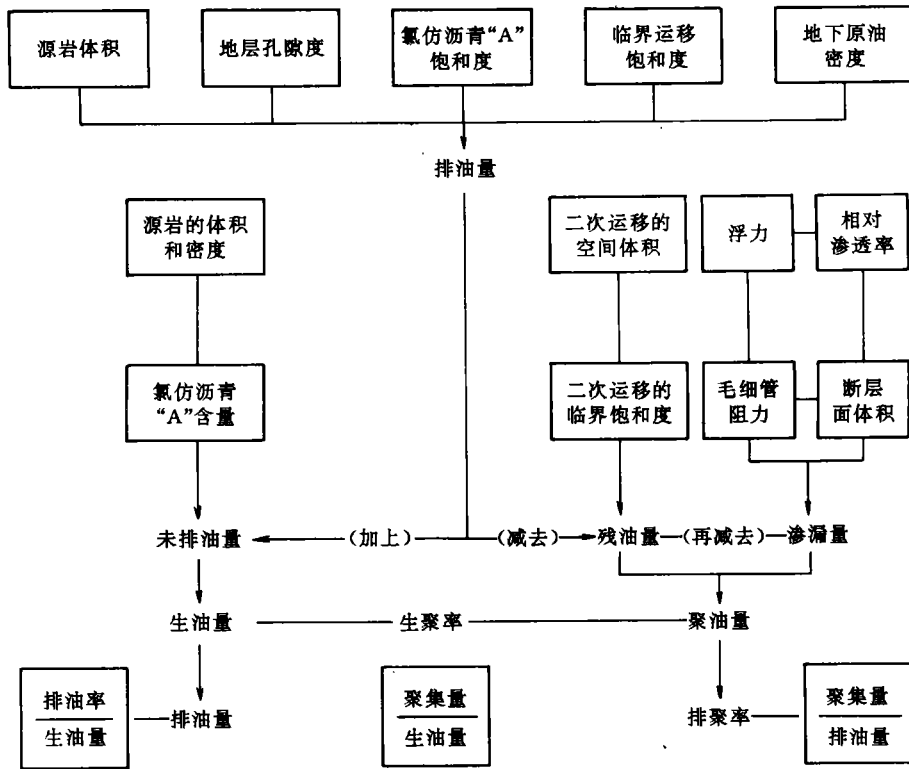 源岩体积
地层孔隙度
氯仿沥青“A”
饱和度
临界运移
饱和度
地下原油
密度
排油量
源岩的体积
和密度
二次运移的
空间体积
浮力
相对
渗透率
氯仿沥青
“A”含量
二次运移的
临界饱和度
毛细管
阻力
断层
面体积
未排油量
(加上)
(减去)
残油量
(再减去)
渗漏量
生油量
生聚率
聚油量
排油率
生油量
排油量
聚集量
生油量
排聚率
聚集量
排油量